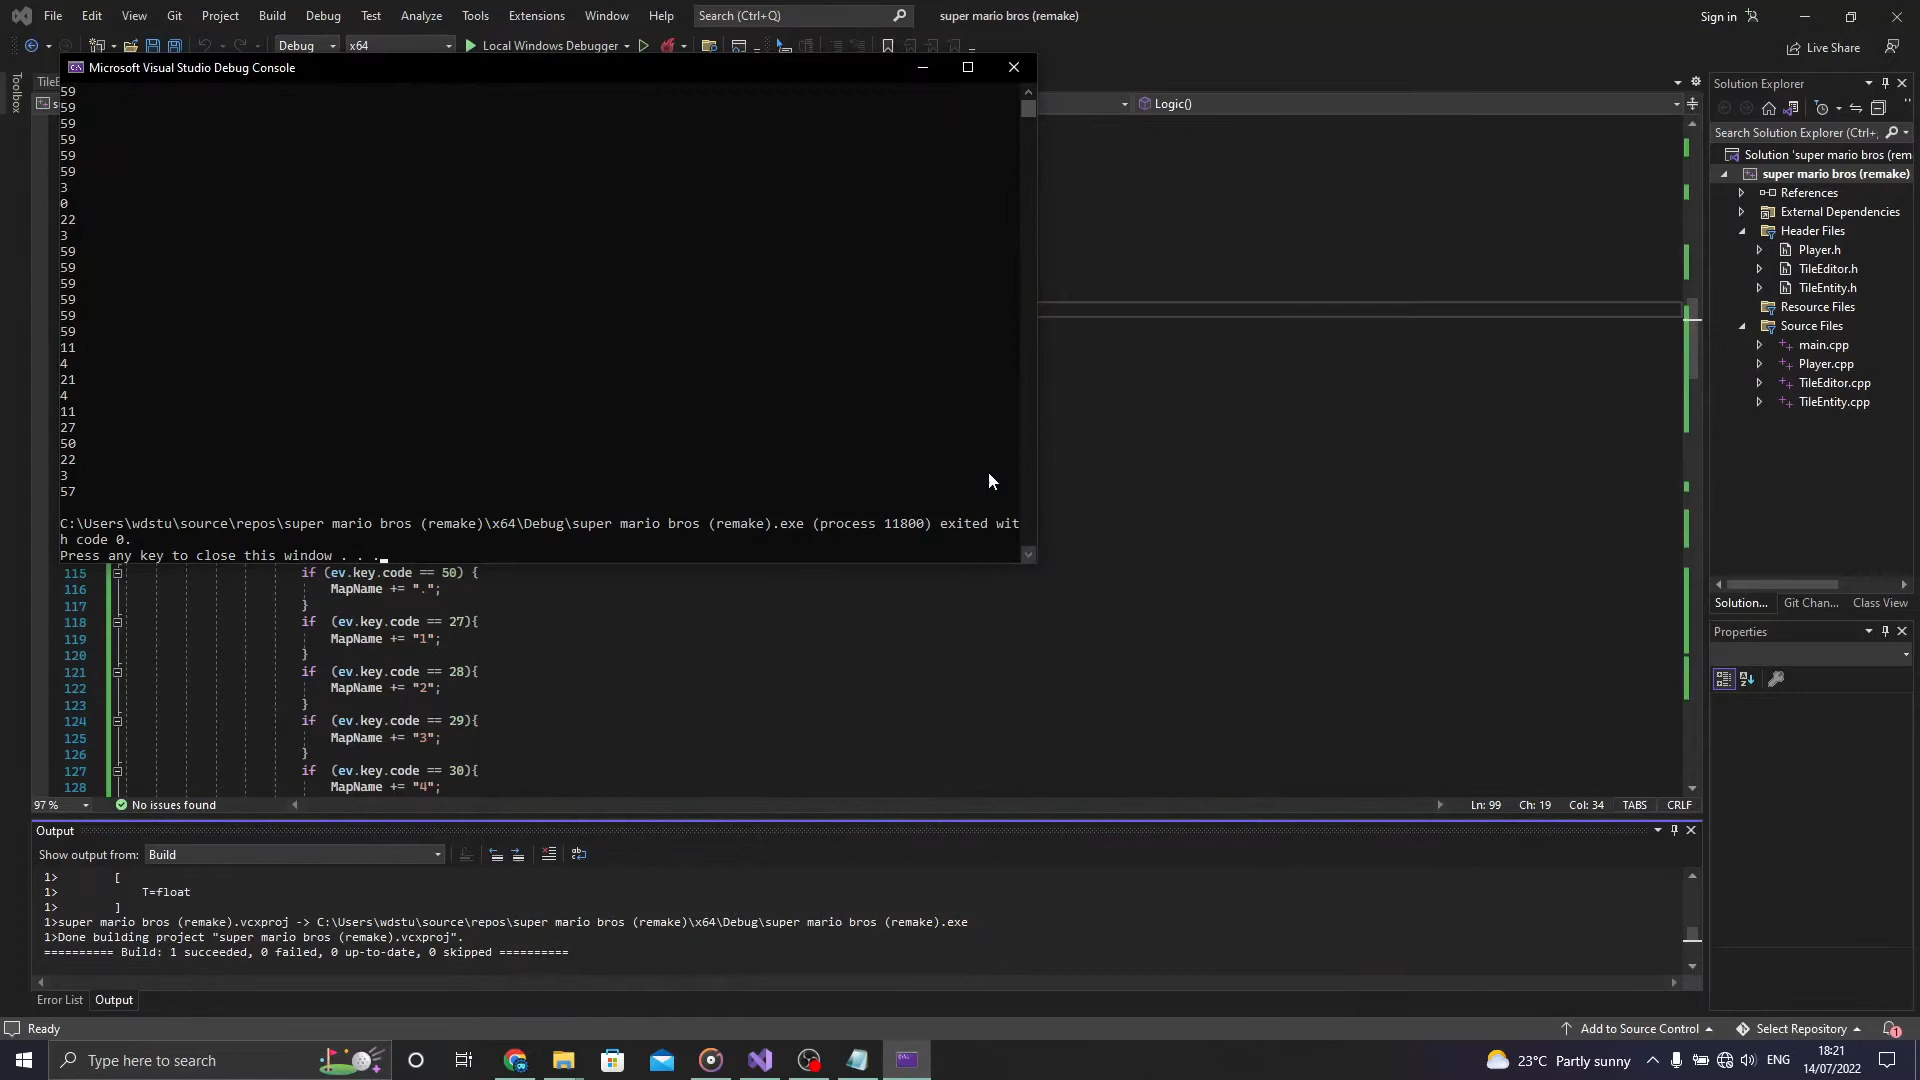 File Edit View Git Project Build Debug Test Analyze Tools Extensions Window Help Search (Ctrl+Q) super mario bros (remake) Sign in
Debug x64 Local Windows Debugger Live Share
Microsoft Visual Studio Debug Console
Toolbox
Logic()
59
59
59
59
59
59
3
0
22
3
59
59
59
59
59
59
11
4
21
4
11
27
50
22
3
57
C:\Users\wdstu\source\repos\super mario bros (remake)\x64\Debug\super mario bros (remake).exe (process 11800) exited wit
h code 0.
Press any key to close this window . . .
115 if (ev.key.code == 50) {
116 MapName += ".";
117 }
118 if (ev.key.code == 27){
119 MapName += "1";
120 }
121 if (ev.key.code == 28){
122 MapName += "2";
123 }
124 if (ev.key.code == 29){
125 MapName += "3";
126 }
127 if (ev.key.code == 30){
128 MapName += "4";
97 % No issues found Ln: 99 Ch: 19 Col: 34 TABS CRLF
Output
Show output from: Build
1> [
1> T=float
1> ]
1>super mario bros (remake).vcxproj -> C:\Users\wdstu\source\repos\super mario bros (remake)\x64\Debug\super mario bros (remake).exe
1>Done building project "super mario bros (remake).vcxproj".
========== Build: 1 succeeded, 0 failed, 0 up-to-date, 0 skipped ==========
Error List Output
Solution Explorer
Search Solution Explorer (Ctrl+
Solution 'super mario bros (rem
super mario bros (remake)
References
External Dependencies
Header Files
Player.h
TileEditor.h
TileEntity.h
Resource Files
Source Files
main.cpp
Player.cpp
TileEditor.cpp
TileEntity.cpp
Solution... Git Chan... Class View
Properties
Ready Add to Source Control Select Repository 1
Type here to search 23°C Partly sunny ENG 18:21
14/07/2022